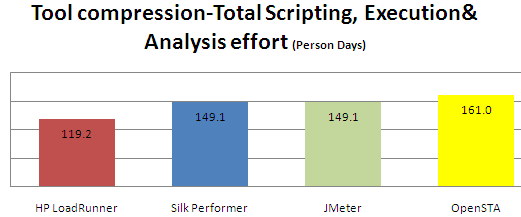 Tool compression-Total Scripting, Execution&
Analysis effort (Person Days)
119.2
149.1
149.1
161.0
HP LoadRunner
Silk Performer
JMeter
OpenSTA